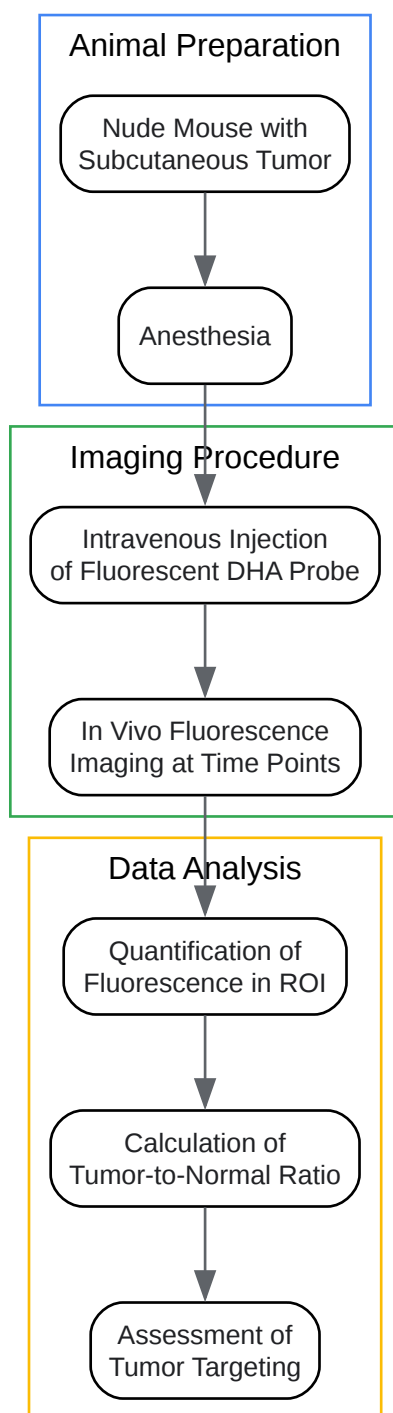 Animal Preparation
Nude Mouse with
Subcutaneous Tumor
Anesthesia
Imaging Procedure
Intravenous Injection
of Fluorescent DHA Probe
In Vivo Fluorescence
Imaging at Time Points
Data Analysis
Quantification of
Fluorescence in ROI
Calculation of
Tumor-to-Normal Ratio
Assessment of
Tumor Targeting